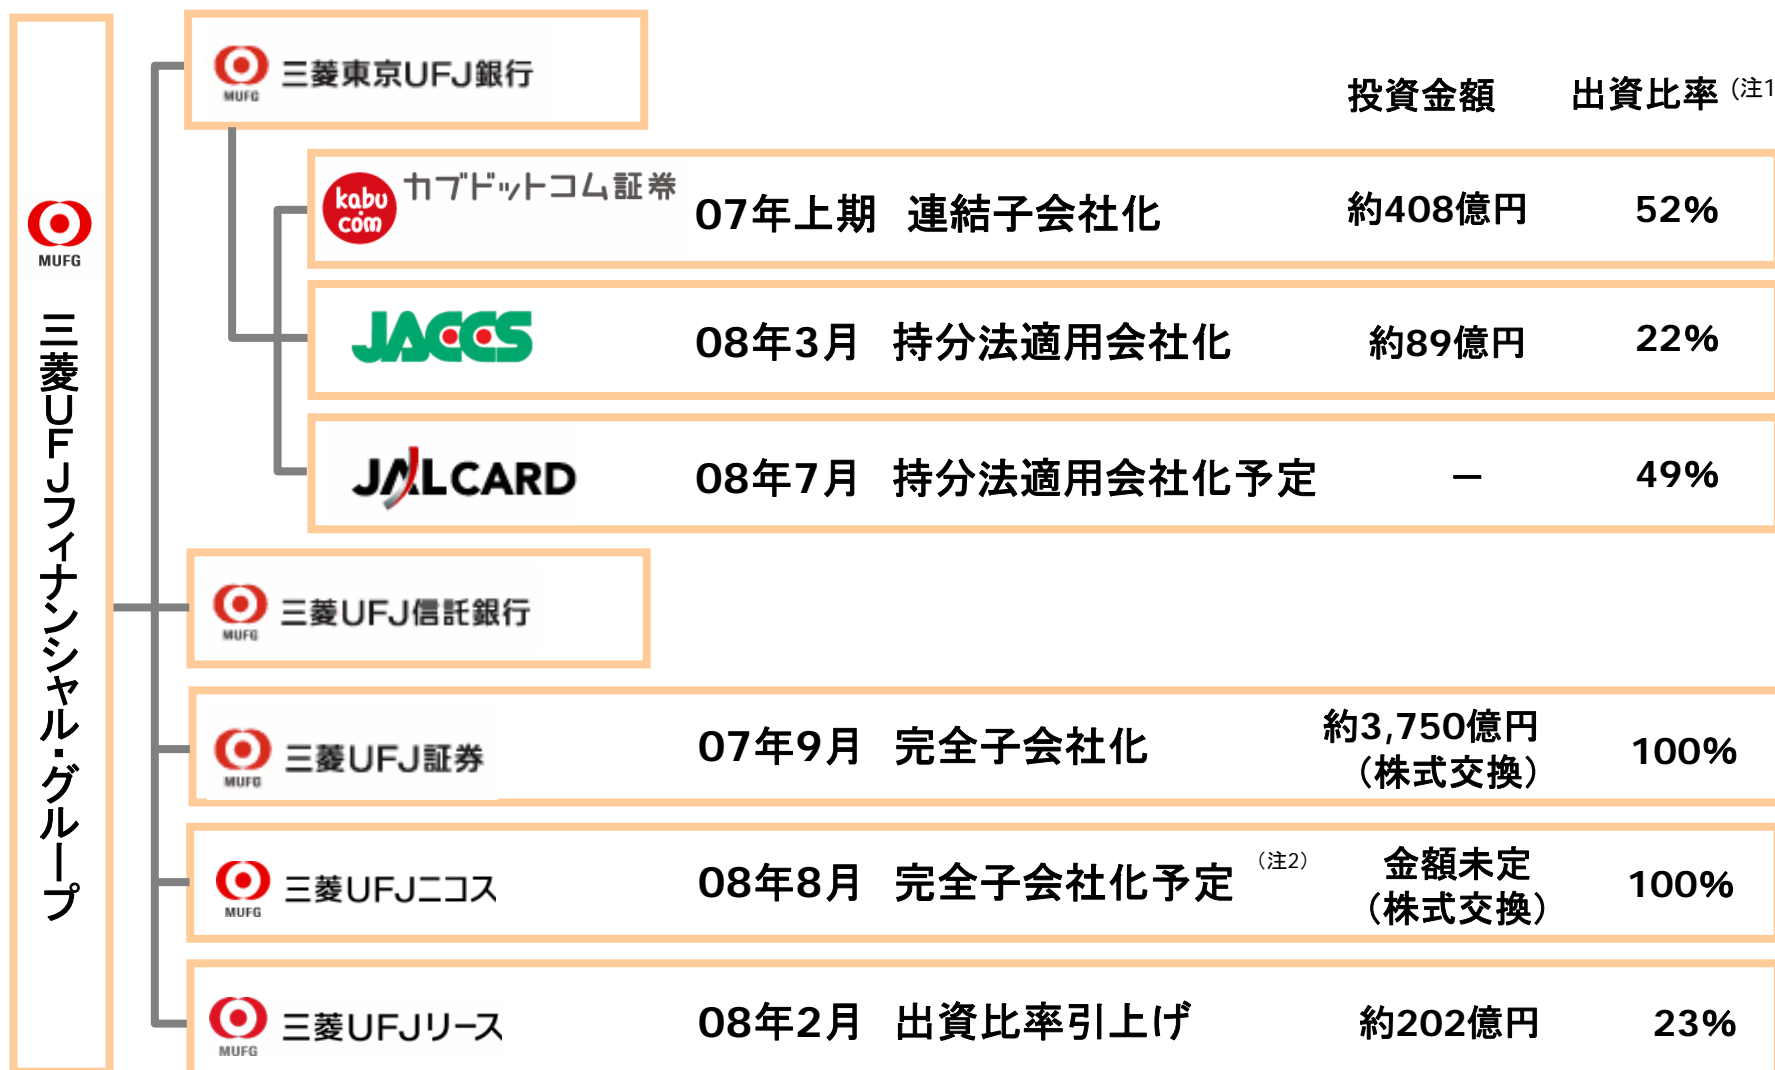 MUFG
三菱UFJフィナンシャル・グループ
MUFG 三菱東京UFJ銀行
投資金額 出資比率 (注1
kabu.com カブドットコム証券 07年上期 連結子会社化 約408億円 52%
JACCS 08年3月 持分法適用会社化 約89億円 22%
JALCARD 08年7月 持分法適用会社化予定 － 49%
MUFG 三菱UFJ信託銀行
MUFG 三菱UFJ証券 07年9月 完全子会社化 約3,750億円 100%
（株式交換）
MUFG 三菱UFJニコス 08年8月 完全子会社化予定 （注2） 金額未定 100%
（株式交換）
MUFG 三菱UFJリース 08年2月 出資比率引上げ 約202億円 23%